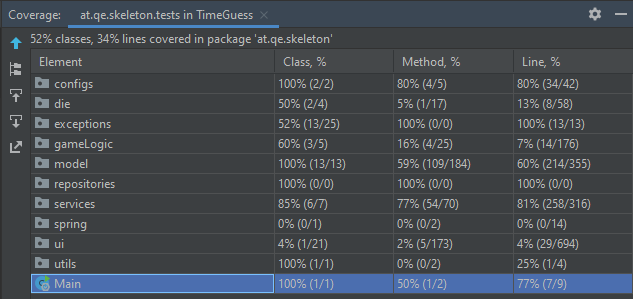 Coverage: at.qe.skeleton.tests in TimeGuess
52% classes, 34% lines covered in package 'at.qe.skeleton'
Element Class, % Method, % Line, %
configs 100% (2/2) 80% (4/5) 80% (34/42)
die 50% (2/4) 5% (1/17) 13% (8/58)
exceptions 52% (13/25) 100% (0/0) 100% (13/13)
gameLogic 60% (3/5) 16% (4/25) 7% (14/176)
model 100% (13/13) 59% (109/184) 60% (214/355)
repositories 100% (0/0) 100% (0/0) 100% (0/0)
services 85% (6/7) 77% (54/70) 81% (258/316)
spring 0% (0/1) 0% (0/2) 0% (0/14)
ui 4% (1/21) 2% (5/173) 4% (29/694)
utils 100% (1/1) 0% (0/2) 25% (1/4)
Main 100% (1/1) 50% (1/2) 77% (7/9)